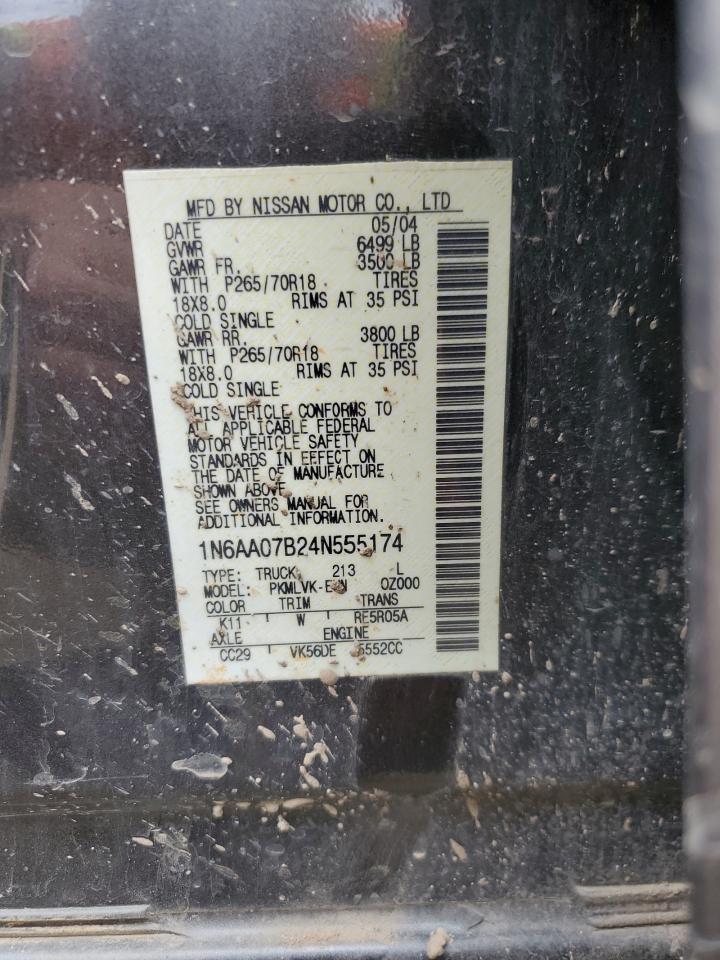 MFD BY NISSAN MOTOR CO., LTD
DATE 05/04
GVWR 6499 LB
GAWR FR. 3500 LB
WITH P265/70R18 TIRES
18X8.0 RIMS AT 35 PSI
COLD SINGLE
GAWR RR. 3800 LB
WITH P265/70R18 TIRES
18X8.0 RIMS AT 35 PSI
COLD SINGLE
THIS VEHICLE CONFORMS TO
ALL APPLICABLE FEDERAL
MOTOR VEHICLE SAFETY
STANDARDS IN EFFECT ON
THE DATE OF MANUFACTURE
SHOWN ABOVE
SEE OWNERS MANUAL FOR
ADDITIONAL INFORMATION.
1N6AA07B24N555174
TYPE: TRUCK 213 L
MODEL: 0Z000
COLOR TRIM TRANS
K11 W RE5R05A
AXLE ENGINE
CC29 VK56DE 5552CC